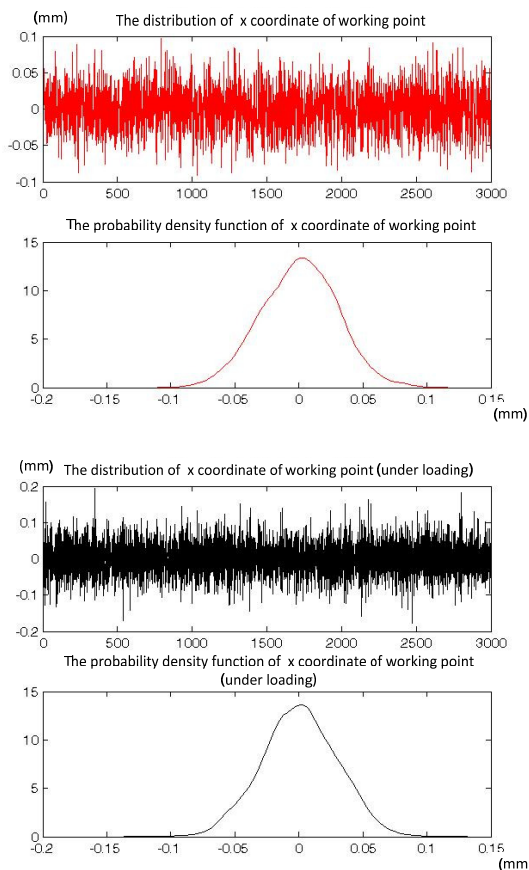 (mm)
The distribution of x coordinate of working point
0.1
0.05
0
-0.05
-0.1
0 500 1000 1500 2000 2500 3000
The probability density function of x coordinate of working point
15
10
5
0
-0.2 -0.1 -0.05 0 0.05 0.1 0.15
(mm)
(mm)
The distribution of x coordinate of working point (under loading)
0.2
0.1
0
-0.1
-0.2
0 500 1000 1500 2000 2500 3000
The probability density function of x coordinate of working point
(under loading)
15
10
5
0
-0.2 -0.1 -0.05 0 0.05 0.1 0.15
(mm